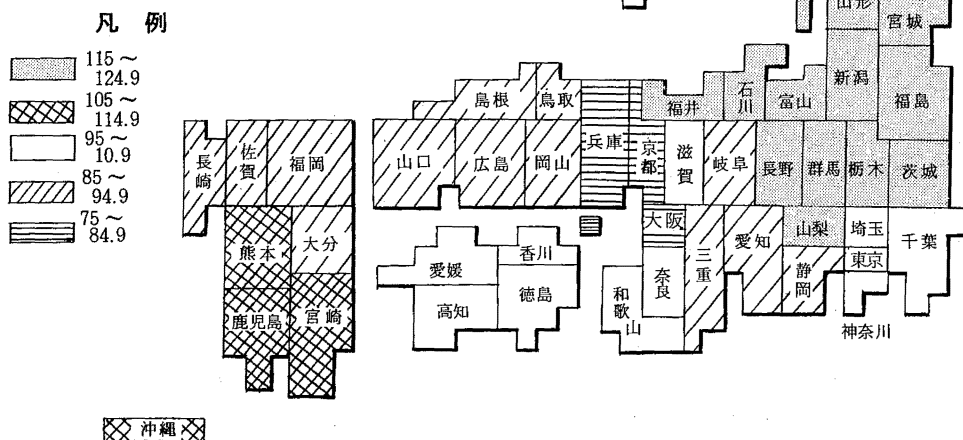 凡 例
115 ~
124.9
105 ~
114.9
95 ~
10.9
85 ~
94.9
75 ~
84.9
山形
宮城
島根
鳥取
福井
石川
富山
新潟
福島
長崎
佐賀
福岡
山口
広島
岡山
兵庫
京都
滋賀
岐阜
長野
群馬
栃木
茨城
熊本
大分
愛媛
香川
大阪
三重
愛知
山梨
埼玉
千葉
鹿児島
宮崎
高知
徳島
和歌山
奈良
静岡
東京
神奈川
沖縄